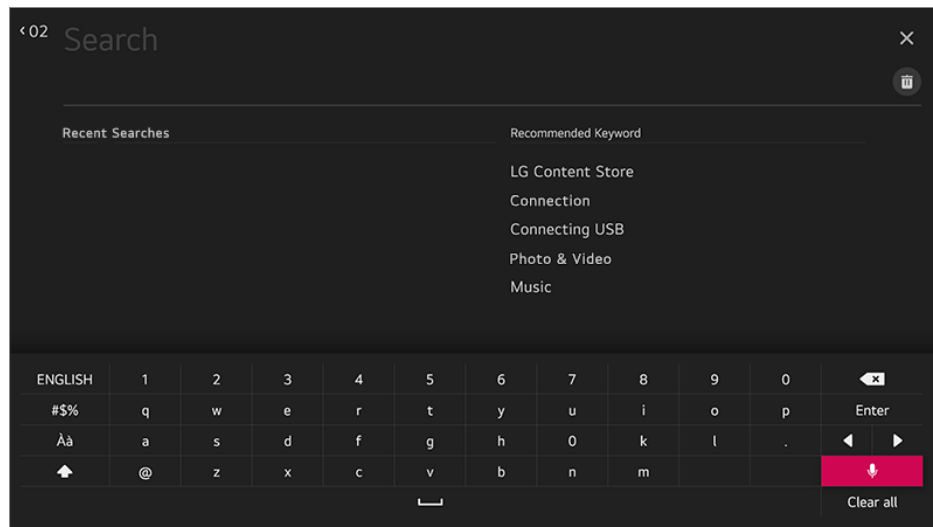 02
Search
Recent Searches
Recommended Keyword
LG Content Store
Connection
Connecting USB
Photo & Video
Music
ENGLISH 1 2 3 4 5 6 7 8 9 0
#$% q w e r t y u i o p Enter
Àà a s d f g h 0 k l .
@ z x c v b n m
Clear all